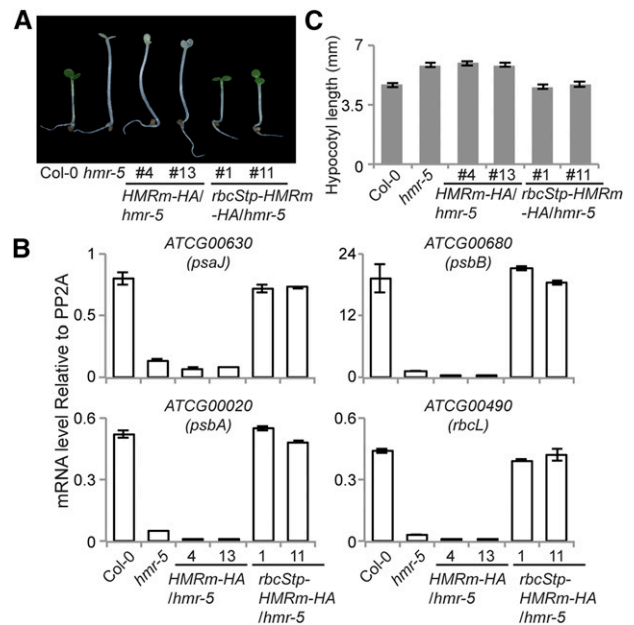 A
Col-0 hmr-5 #4 #13 #1 #11
HMRm-HA/ rbcStp-HMRm
hmr-5 -HA/hmr-5
C
Hypocotyl length (mm)
7
3.5
0
Col-0 hmr-5 #4 #13 #1 #11
HMRm-HA/ rbcStp-HMRm
hmr-5 -HA/hmr-5
B
mRNA level Relative to PP2A
ATCG00630
(psaJ)
1
0.5
0
ATCG00680
(psbB)
24
12
0
ATCG00020
(psbA)
0.6
0.3
0
ATCG00490
(rbcL)
0.6
0.3
0
Col-0 hmr-5 4 13 1 11
HMRm-HA rbcStp-
/hmr-5 HMRm-HA
/hmr-5
Col-0 hmr-5 4 13 1 11
HMRm-HA rbcStp-
/hmr-5 HMRm-HA
/hmr-5